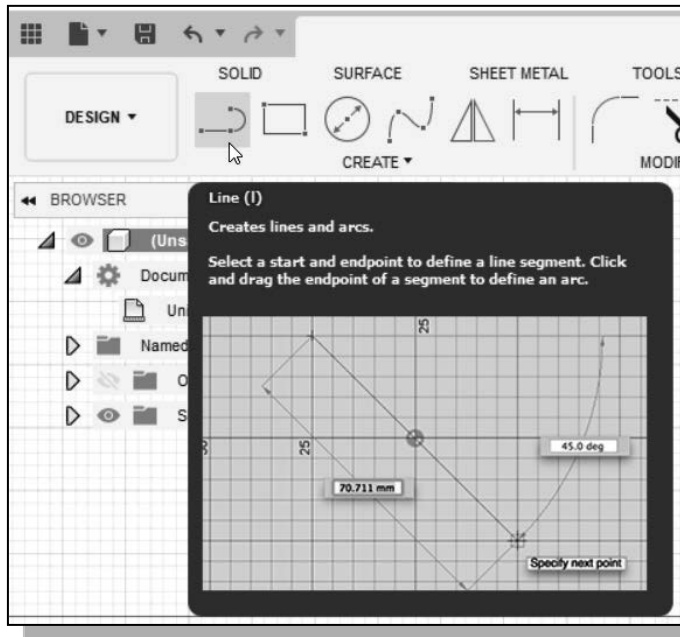 SOLID SURFACE SHEET METAL TOOLS
DESIGN
CREATE MODIF
BROWSER
(Uns
Docum
Uni
Named
O
S
Line (l)
Creates lines and arcs.
Select a start and endpoint to define a line segment. Click
and drag the endpoint of a segment to define an arc.
25
25
45.0 deg
70.711 mm
Specify next point